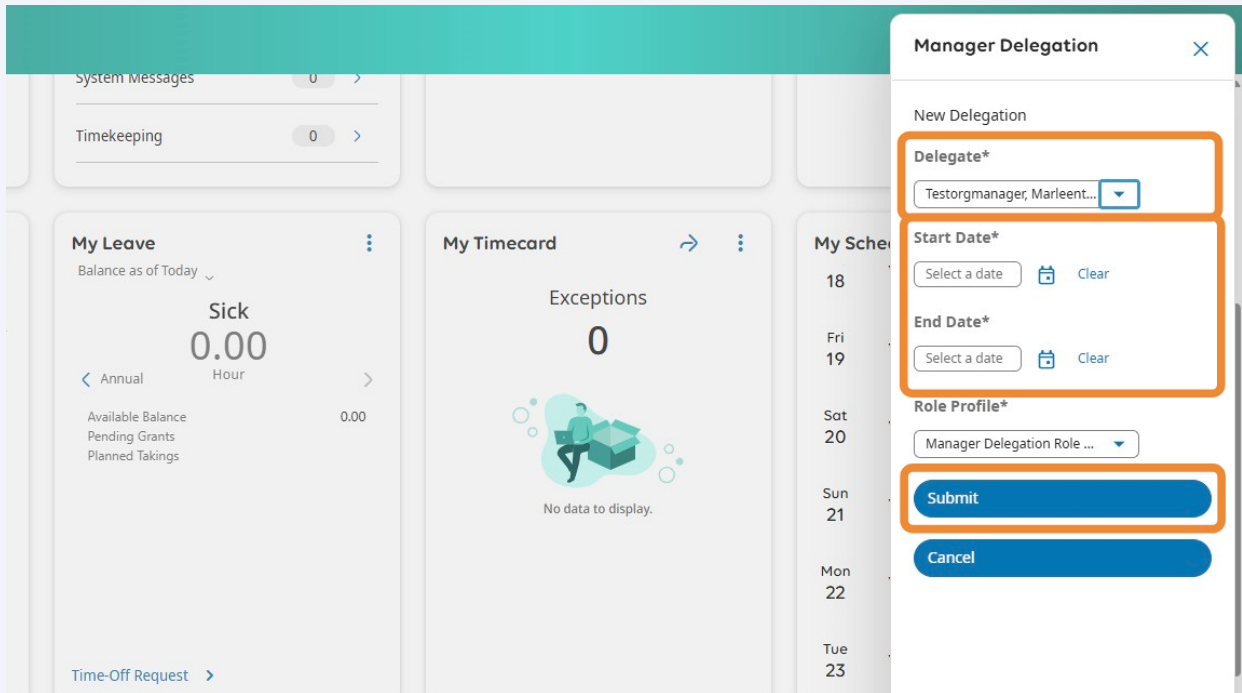 System Messages 0
Timekeeping 0
My Leave
Balance as of Today
Sick
0.00
Hour
Annual
Available Balance 0.00
Pending Grants
Planned Takings
Time-Off Request
My Timecard
Exceptions
0
No data to display.
18
Fri
19
Sat
20
Sun
21
Mon
22
Tue
23
Manager Delegation
New Delegation
Delegate*
Testorgmanager, Marleent...
Start Date*
Select a date Clear
End Date*
Select a date Clear
Role Profile*
Manager Delegation Role ...
Submit
Cancel